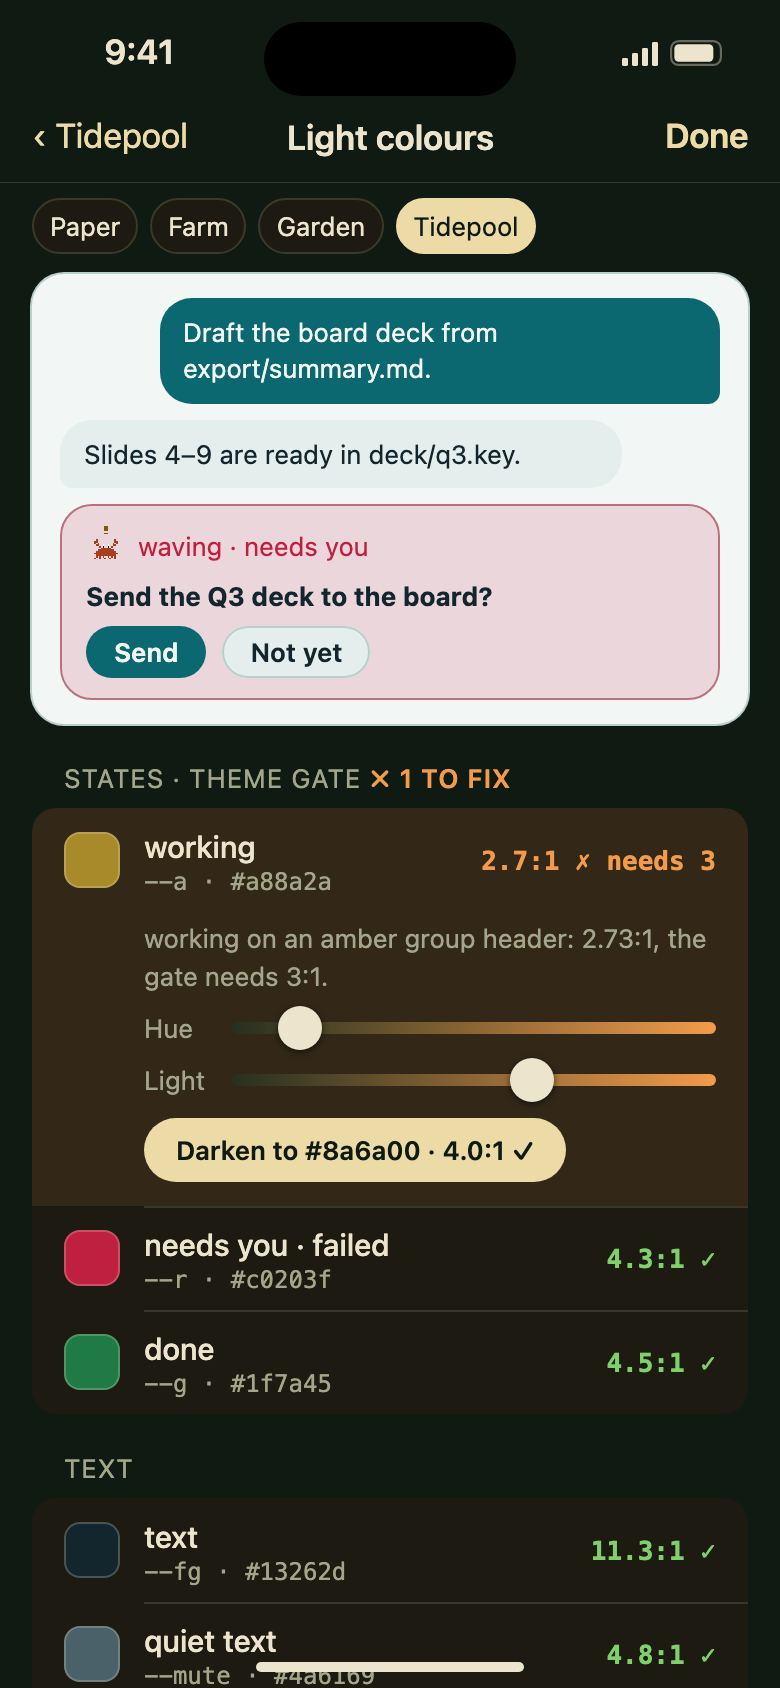 9:41
‹ Tidepool
Light colours
Done
Paper
Farm
Garden
Tidepool
Draft the board deck from
export/summary.md.
Slides 4–9 are ready in deck/q3.key.
waving · needs you
Send the Q3 deck to the board?
Send
Not yet
STATES · THEME GATE ✕ 1 TO FIX
working
2.7:1 ✗ needs 3
--a · #a88a2a
working on an amber group header: 2.73:1, the
gate needs 3:1.
Hue
Light
Darken to #8a6a00 · 4.0:1 ✓
needs you · failed
4.3:1 ✓
--r · #c0203f
done
4.5:1 ✓
--g · #1f7a45
TEXT
text
11.3:1 ✓
--fg · #13262d
quiet text
4.8:1 ✓
--mute · #4a6169